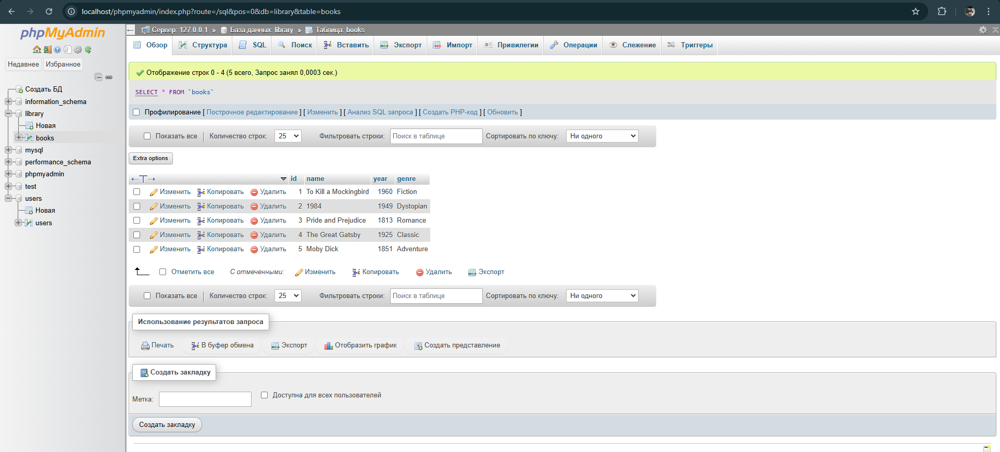 localhost/phpmyadmin/index.php?route=/sql&pos=0&db=library&table=books
phpMyAdmin
Недавнее Избранное
Создать БД
information_schema
library
Новая
books
mysql
performance_schema
phpmyadmin
test
users
Новая
users
Сервер: 127.0.0.1 » База данных: library » Таблица: books
Обзор Структура SQL Поиск Вставить Экспорт Импорт Привилегии Операции Слежение Триггеры
Отображение строк 0 - 4 (5 всего, Запрос занял 0,0003 сек.)
SELECT * FROM `books`
Профилирование [ Построчное редактирование ] [ Изменить ] [ Анализ SQL запроса ] [ Создать PHP-код ] [ Обновить ]
Показать все Количество строк: 25 Фильтровать строки: Поиск в таблице Сортировать по ключу: Ни одного
Extra options
←T→ id name year genre
Изменить Копировать Удалить 1 To Kill a Mockingbird 1960 Fiction
Изменить Копировать Удалить 2 1984 1949 Dystopian
Изменить Копировать Удалить 3 Pride and Prejudice 1813 Romance
Изменить Копировать Удалить 4 The Great Gatsby 1925 Classic
Изменить Копировать Удалить 5 Moby Dick 1851 Adventure
Отметить все С отмеченными: Изменить Копировать Удалить Экспорт
Показать все Количество строк: 25 Фильтровать строки: Поиск в таблице Сортировать по ключу: Ни одного
Использование результатов запроса
Печать В буфер обмена Экспорт Отобразить график Создать представление
Создать закладку
Метка: Доступна для всех пользователей
Создать закладку